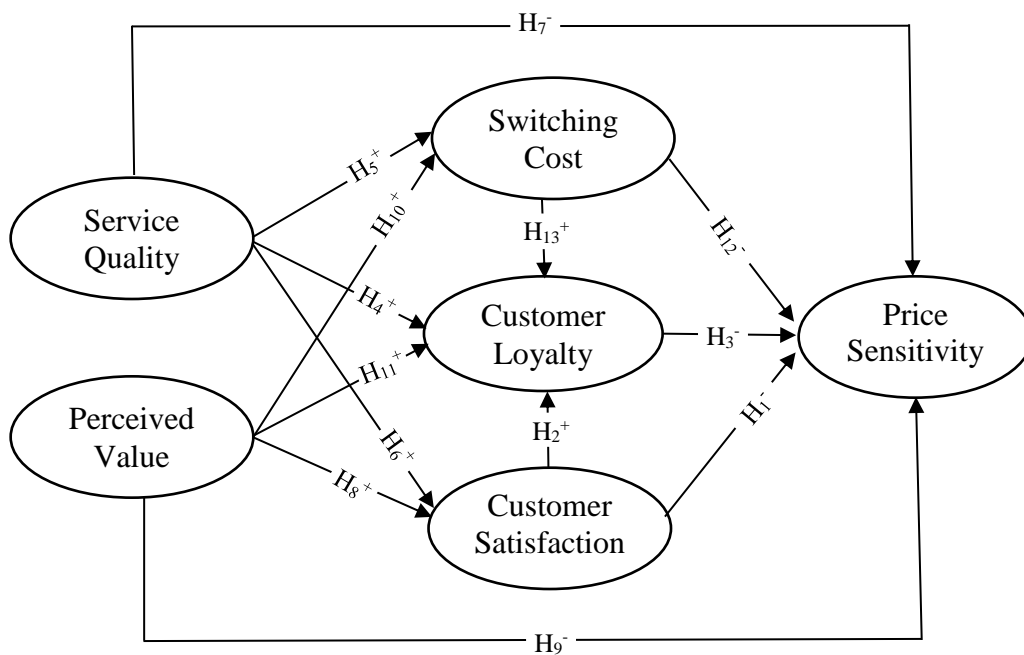 H₇⁻
Switching
Cost
H₅⁺
H₁₀⁺
Service
Quality
H₁₃⁺
H₁₂⁻
H₄⁺
Customer
Loyalty
H₃⁻
Price
Sensitivity
H₁₁⁺
Perceived
Value
H₆⁺
H₂⁺
H₁⁻
H₈⁺
Customer
Satisfaction
H₉⁻